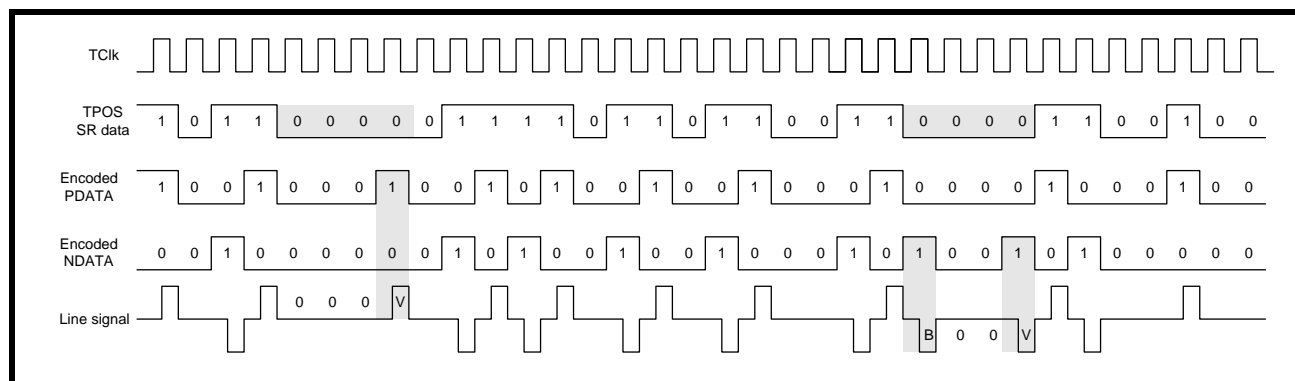 TClk
TPOS
SR data
1 0 1 1 0 0 0 0 0 1 1 1 1 0 1 1 0 1 1 0 0 1 1 0 0 0 0 1 1 0 0 1 0 0
Encoded
PDATA
1 0 0 1 0 0 0 1 0 0 1 0 1 0 0 1 0 0 1 0 0 0 1 0 0 0 0 1 0 0 0 1 0 0
Encoded
NDATA
0 0 1 0 0 0 0 0 0 1 0 1 0 0 1 0 0 1 0 0 0 1 0 1 0 0 1 0 1 0 0 0 0 0
Line signal
0 0 0 V
B 0 0 V